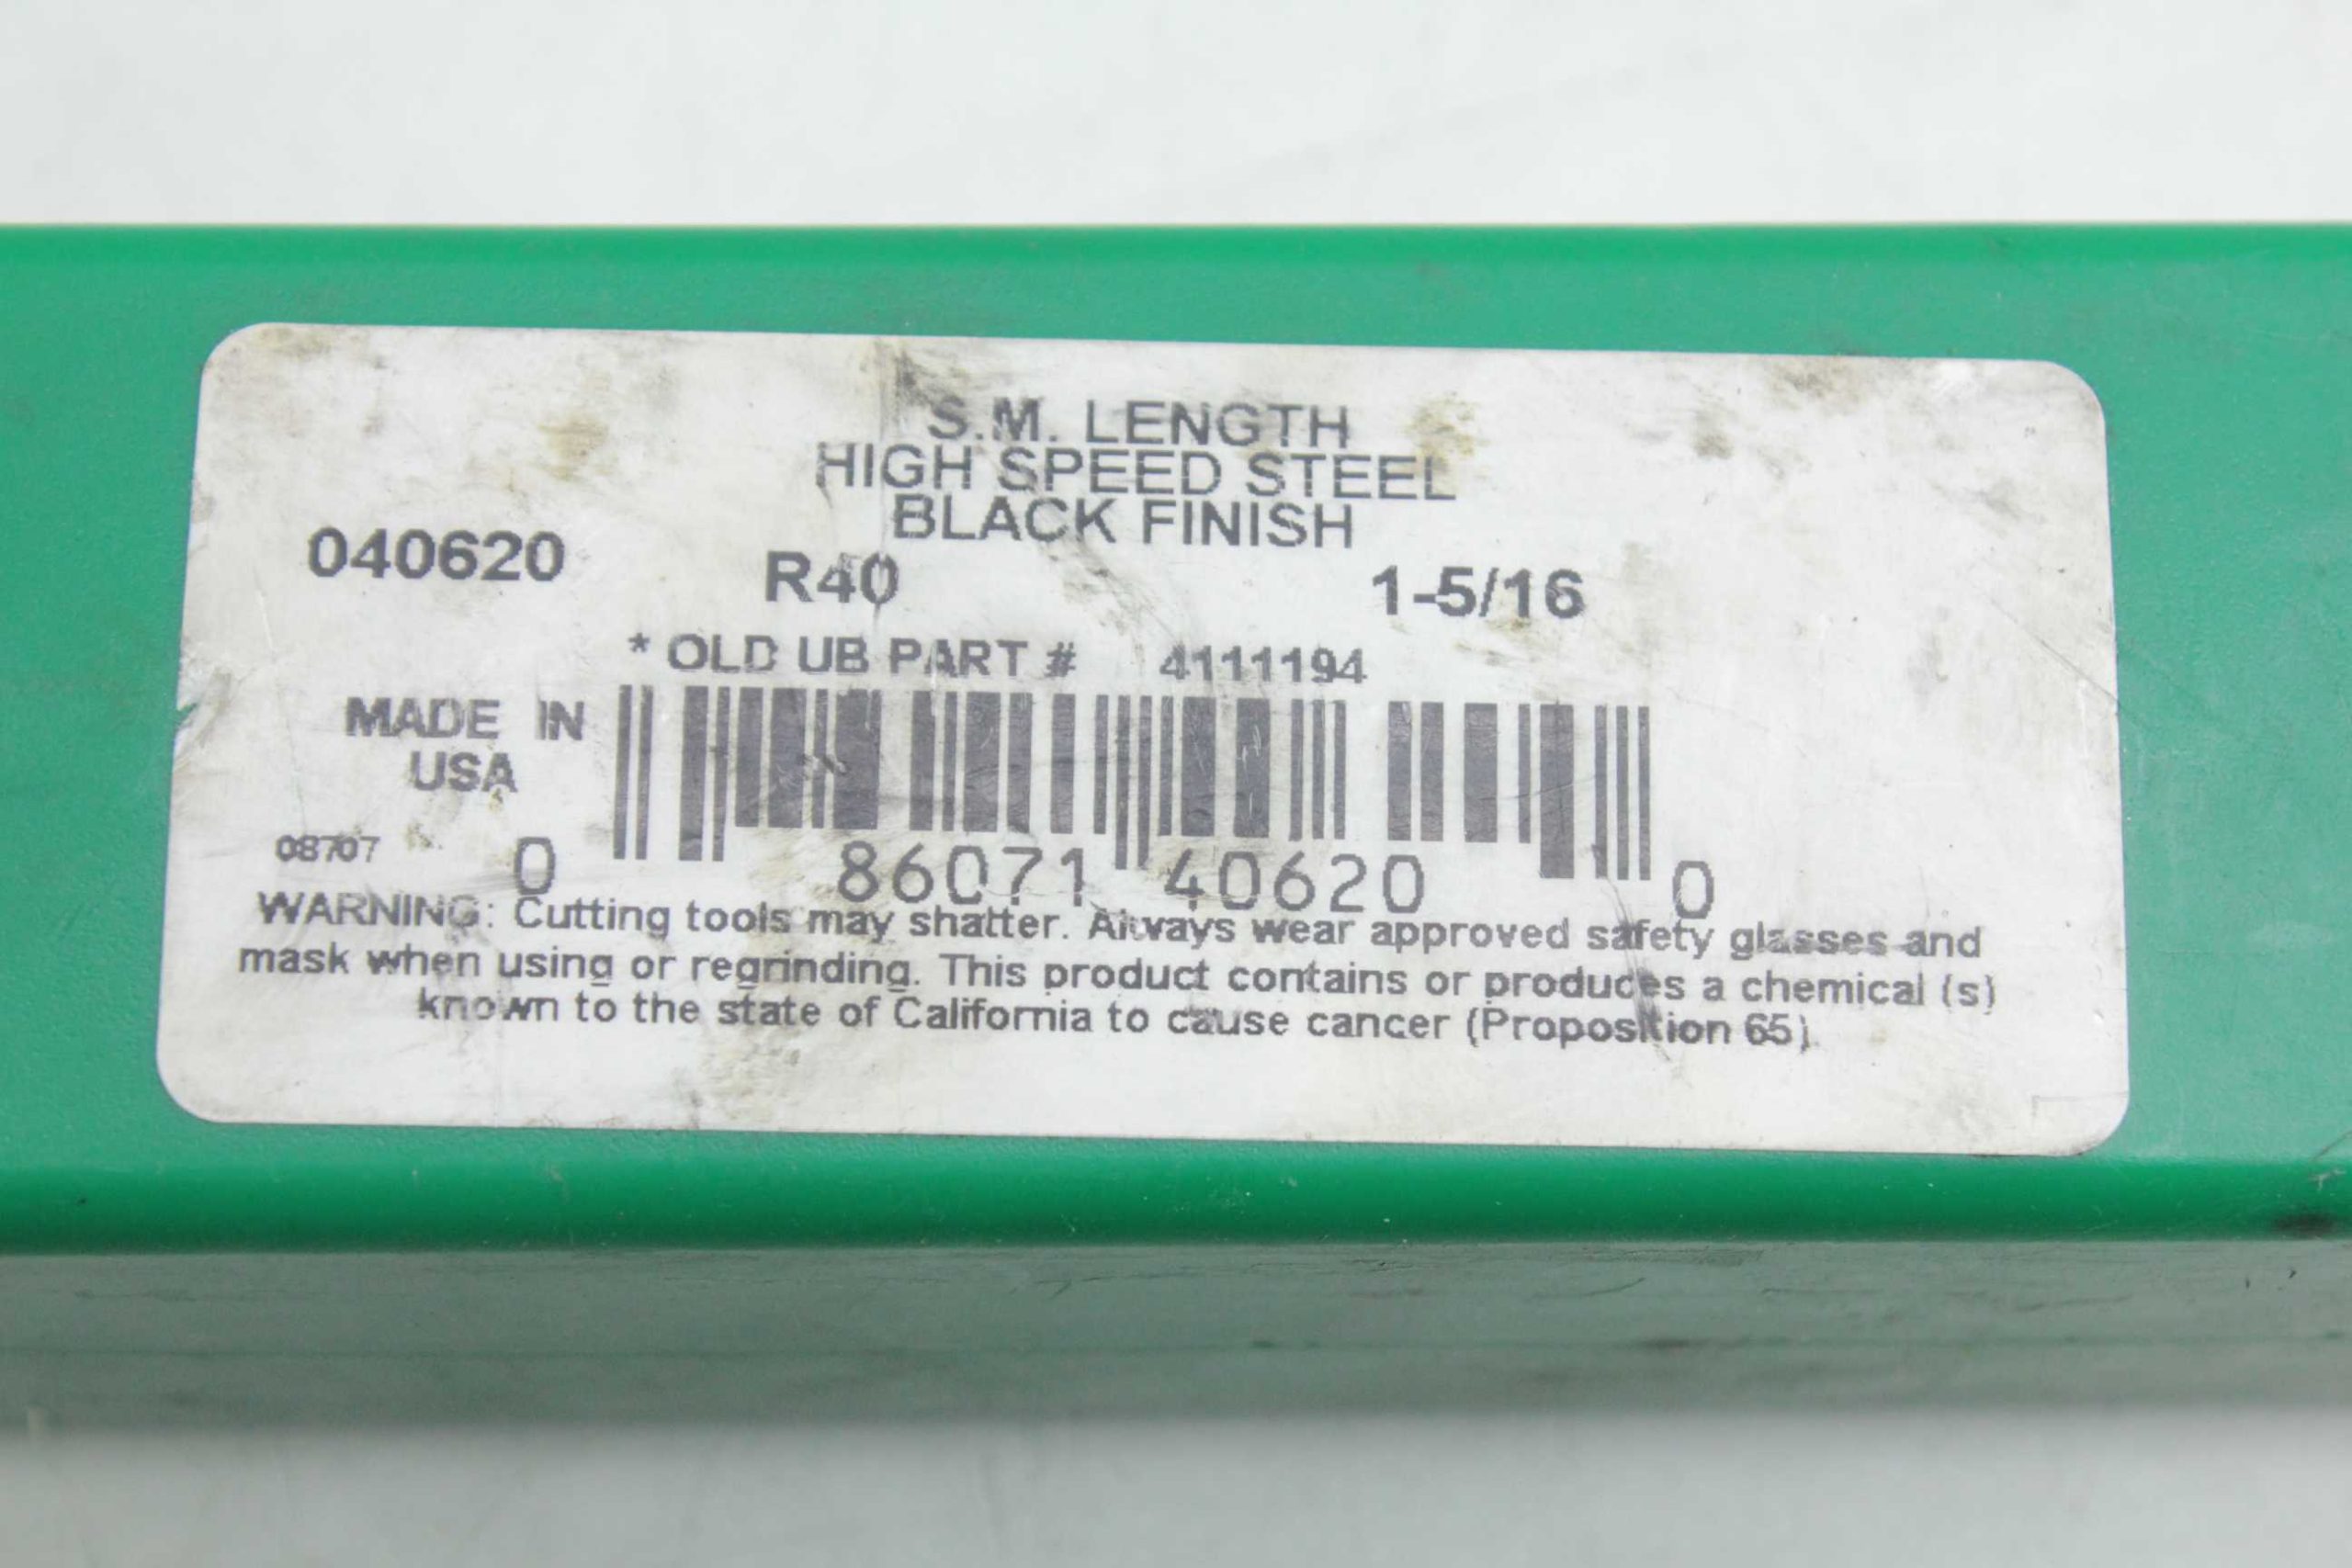 S.M. LENGTH
HIGH SPEED STEEL
BLACK FINISH
040620 R40 1-5/16
* OLD UB PART # 4111194
MADE IN
USA
08707
0 86071 40620 0
WARNING: Cutting tools may shatter. Always wear approved safety glasses and
mask when using or regrinding. This product contains or produces a chemical (s)
known to the state of California to cause cancer (Proposition 65)